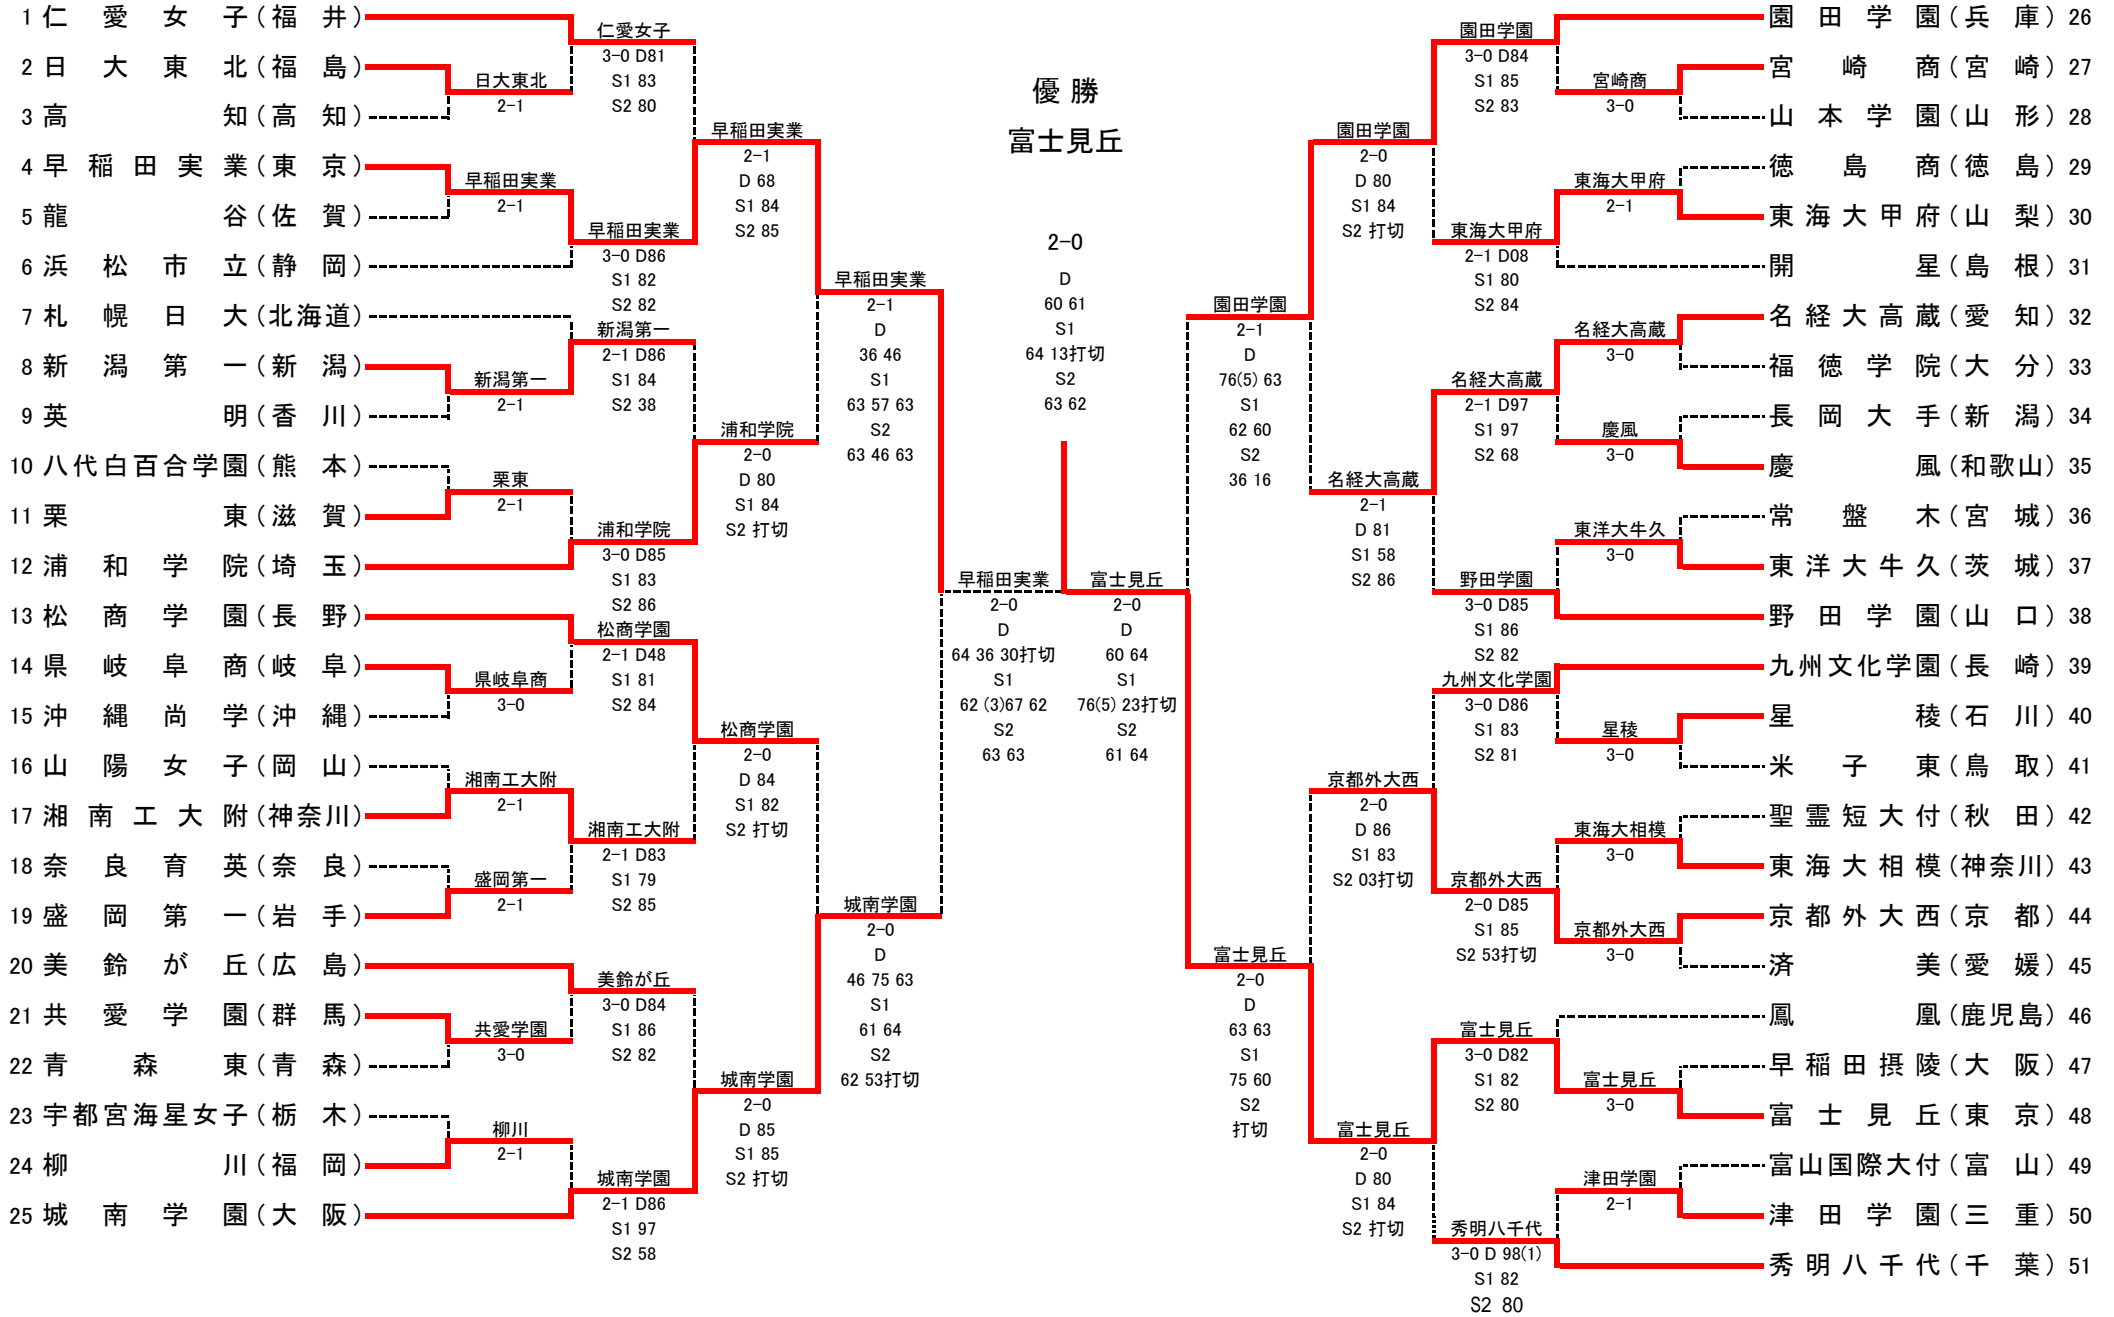 1 仁愛女子(福井)
2 日大東北(福島)
3 高知(高知)
4 早稲田実業(東京)
5 龍谷(佐賀)
6 浜松市立(静岡)
7 札幌日大(北海道)
8 新潟第一(新潟)
9 英明(香川)
10 八代白百合学園(熊本)
11 栗東(滋賀)
12 浦和学院(埼玉)
13 松商学園(長野)
14 県岐阜商(岐阜)
15 沖縄尚学(沖縄)
16 山陽女子(岡山)
17 湘南工大附(神奈川)
18 奈良育英(奈良)
19 盛岡第一(岩手)
20 美鈴が丘(広島)
21 共愛学園(群馬)
22 青森東(青森)
23 宇都宮海星女子(栃木)
24 柳川(福岡)
25 城南学園(大阪)
日大東北
2-1
早稲田実業
2-1
新潟第一
2-1
栗東
2-1
県岐阜商
3-0
湘南工大附
2-1
盛岡第一
2-1
共愛学園
3-0
柳川
2-1
仁愛女子
3-0 D81
S1 83
S2 80
早稲田実業
3-0 D86
S1 82
S2 82
新潟第一
2-1 D86
S1 84
S2 38
浦和学院
3-0 D85
S1 83
S2 86
松商学園
2-1 D48
S1 81
S2 84
湘南工大附
2-1 D83
S1 79
S2 85
美鈴が丘
3-0 D84
S1 86
S2 82
城南学園
2-1 D86
S1 97
S2 58
早稲田実業
2-1
D 68
S1 84
S2 85
浦和学院
2-0
D 80
S1 84
S2 打切
松商学園
2-0
D 84
S1 82
S2 打切
城南学園
2-0
D 85
S1 85
S2 打切
早稲田実業
2-1
D
36 46
S1
63 57 63
S2
63 46 63
城南学園
2-0
D
46 75 63
S1
61 64
S2
62 53打切
早稲田実業
2-0
D
64 36 30打切
S1
62 (3)67 62
S2
63 63
優勝
富士見丘
2-0
D
60 61
S1
64 13打切
S2
63 62
富士見丘
2-0
D
60 64
S1
76(5) 23打切
S2
61 64
園田学園
2-1
D
76(5) 63
S1
62 60
S2
36 16
富士見丘
2-0
D
63 63
S1
75 60
S2
打切
園田学園
2-0
D 80
S1 84
S2 打切
名経大高蔵
2-1
D 81
S1 58
S2 86
京都外大西
2-0
D 86
S1 83
S2 03打切
富士見丘
2-0
D 80
S1 84
S2 打切
園田学園
3-0 D84
S1 85
S2 83
東海大甲府
2-1 D08
S1 80
S2 84
名経大高蔵
2-1 D97
S1 97
S2 68
野田学園
3-0 D85
S1 86
S2 82
九州文化学園
3-0 D86
S1 83
S2 81
京都外大西
2-0 D85
S1 85
S2 53打切
富士見丘
3-0 D82
S1 82
S2 80
秀明八千代
3-0 D 98(1)
S1 82
S2 80
宮崎商
3-0
東海大甲府
2-1
名経大高蔵
3-0
慶風
3-0
東洋大牛久
3-0
星稜
3-0
東海大相模
3-0
京都外大西
3-0
富士見丘
3-0
津田学園
2-1
園田学園(兵庫) 26
宮崎商(宮崎) 27
山本学園(山形) 28
徳島商(徳島) 29
東海大甲府(山梨) 30
開星(島根) 31
名経大高蔵(愛知) 32
福徳学院(大分) 33
長岡大手(新潟) 34
慶風(和歌山) 35
常盤木(宮城) 36
東洋大牛久(茨城) 37
野田学園(山口) 38
九州文化学園(長崎) 39
星稜(石川) 40
米子東(鳥取) 41
聖霊短大付(秋田) 42
東海大相模(神奈川) 43
京都外大西(京都) 44
済美(愛媛) 45
鳳凰(鹿児島) 46
早稲田摂陵(大阪) 47
富士見丘(東京) 48
富山国際大付(富山) 49
津田学園(三重) 50
秀明八千代(千葉) 51